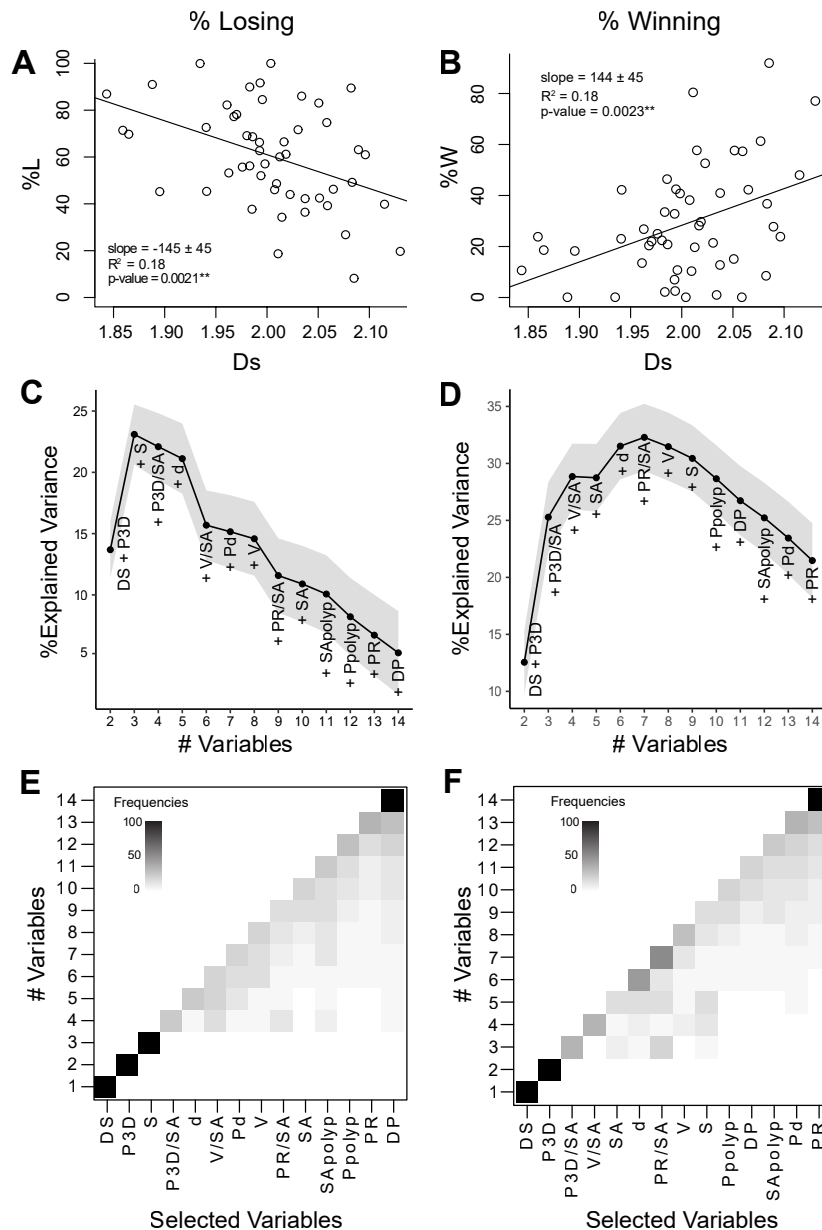 % Losing
% Winning
A
B
100
80
60
40
20
0
%L
slope = -145 ± 45
R² = 0.18
p-value = 0.0021**
1.85 1.90 1.95 2.00 2.05 2.10
Ds
80
60
40
20
0
%W
slope = 144 ± 45
R² = 0.18
p-value = 0.0023**
1.85 1.90 1.95 2.00 2.05 2.10
Ds
C
D
25
20
15
10
5
%Explained Variance
DS + P3D
+ S
+ P3D/SA
+ d
+ V/SA
+ Pd
+ V
+ PR/SA
+ SA
+ SApolyp
+ Ppolyp
+ PR
+ DP
2 3 4 5 6 7 8 9 10 11 12 13 14
# Variables
35
30
25
20
15
10
%Explained Variance
DS + P3D
+ P3D/SA
+ V/SA
+ SA
+ d
+ PR/SA
+ V
+ S
+ Ppolyp
+ DP
+ SApolyp
+ Pd
+ PR
2 3 4 5 6 7 8 9 10 11 12 13 14
# Variables
E
F
Frequencies
100
50
0
14
13
12
11
10
9
8
7
6
5
4
3
2
1
# Variables
DS
P3D
S
P3D/SA
d
V/SA
Pd
V
PR/SA
SA
SApolyp
Ppolyp
PR
DP
Selected Variables
Frequencies
100
50
0
14
13
12
11
10
9
8
7
6
5
4
3
2
1
# Variables
DS
P3D
P3D/SA
V/SA
SA
d
PR/SA
V
S
Ppolyp
DP
SApolyp
Pd
PR
Selected Variables